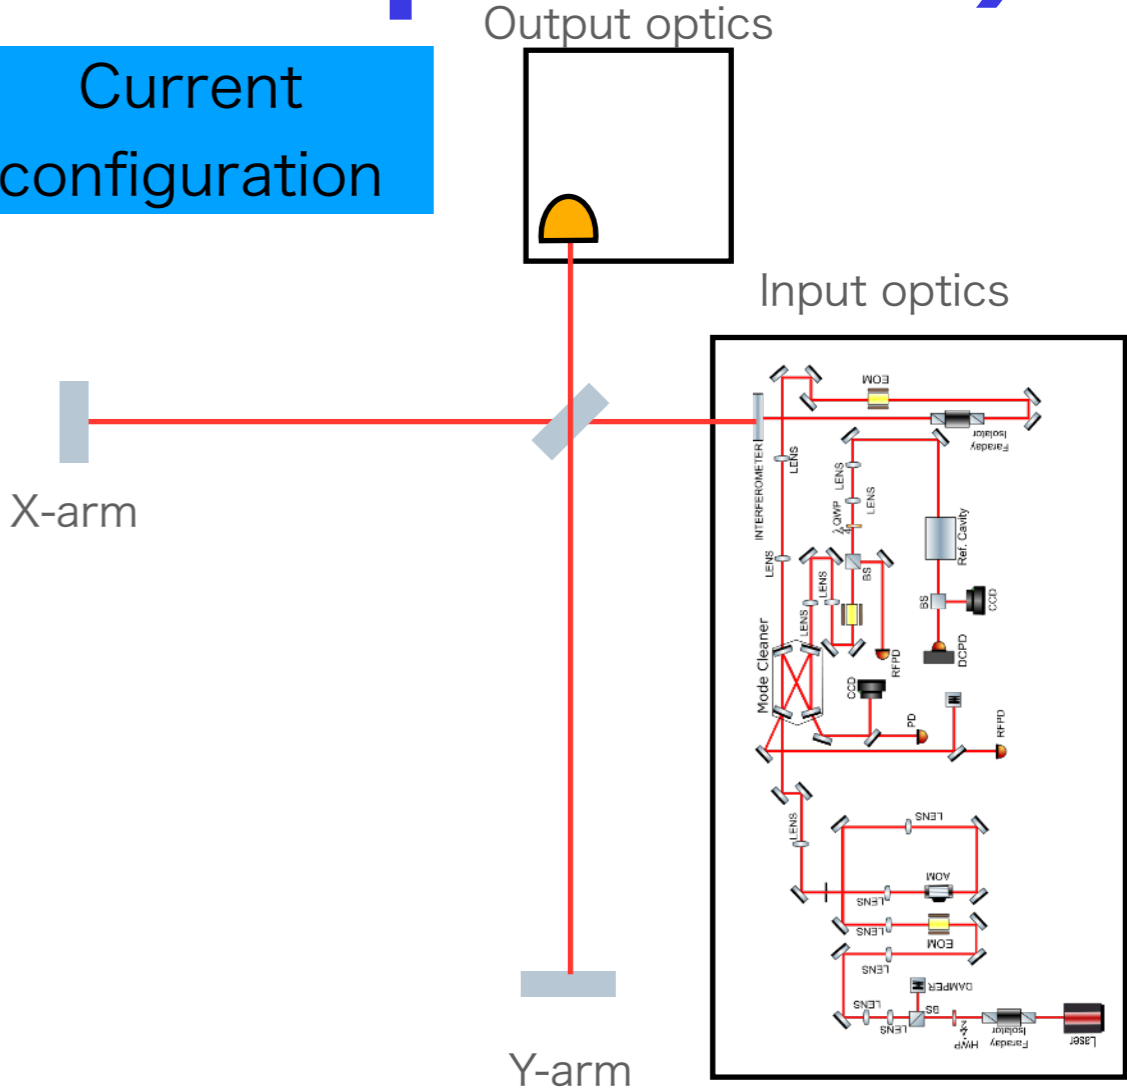 Output optics
Current
configuration
Input optics
EOM
Faraday
Isolator
INTERFEROMETER
LENS
LENS
LENS
QWP
λ/4
Ref. Cavity
LENS
LENS
LENS
BS
BS
CCD
DCPD
RFPD
Mode Cleaner
CCD
PD
RFPD
X-arm
LENS
LENS
AOM
LENS
LENS
EOM
LENS
DAMPER
LENS
LENS
BS
HWP
Faraday
Isolator
Laser
Y-arm